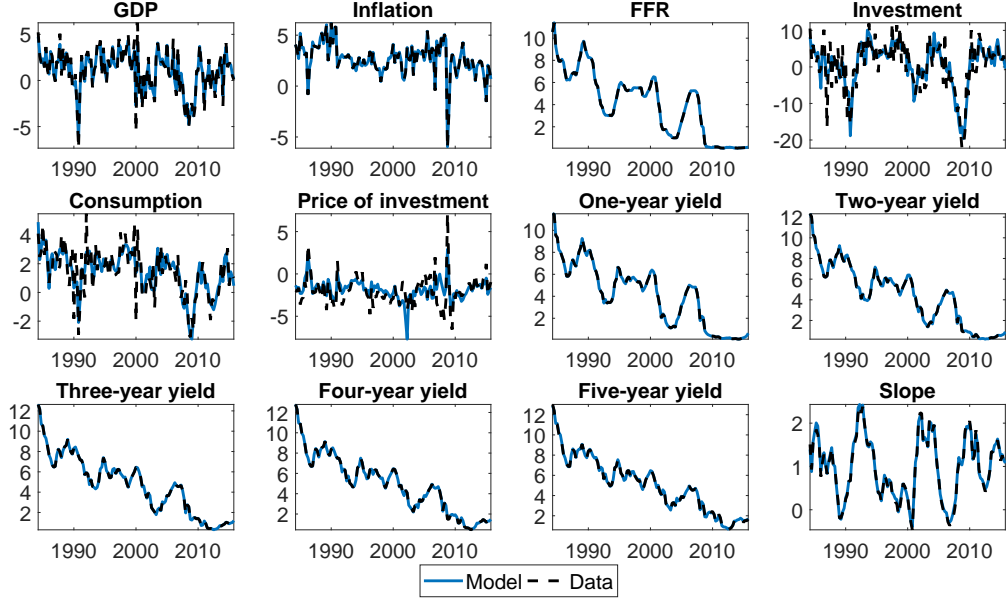 GDP
Inflation
FFR
Investment
5
0
-5
1990 2000 2010
5
0
-5
1990 2000 2010
10
8
6
4
2
1990 2000 2010
10
0
-10
-20
1990 2000 2010
Consumption
Price of investment
One-year yield
Two-year yield
4
2
0
-2
1990 2000 2010
5
0
-5
1990 2000 2010
10
8
6
4
2
1990 2000 2010
12
10
8
6
4
2
1990 2000 2010
Three-year yield
Four-year yield
Five-year yield
Slope
12
10
8
6
4
2
1990 2000 2010
12
10
8
6
4
2
1990 2000 2010
12
10
8
6
4
2
1990 2000 2010
2
1
0
1990 2000 2010
Model Data